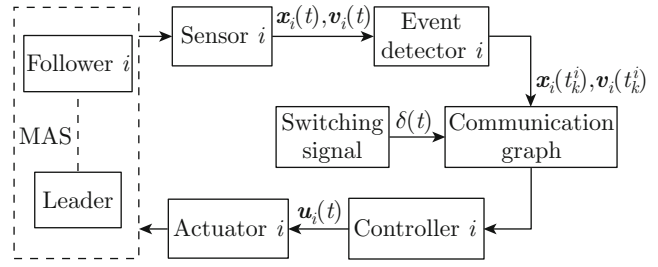 Follower i
MAS
Leader
Sensor i
x_i(t), v_i(t)
Event
detector i
x_i(t_k^i), v_i(t_k^i)
Switching
signal
δ(t)
Communication
graph
Controller i
u_i(t)
Actuator i